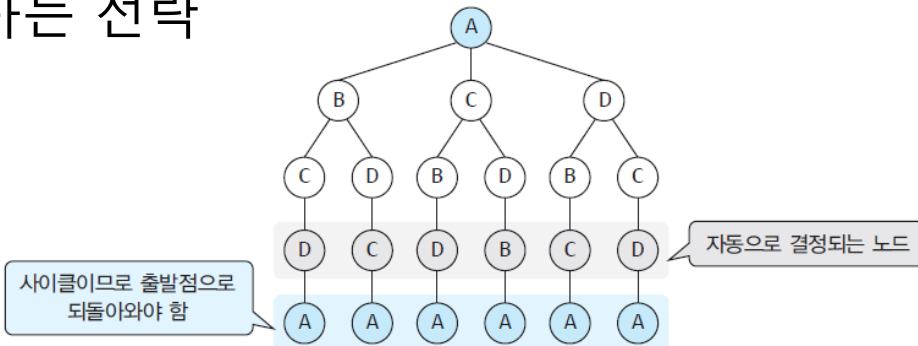 하는 전략
A
B C D
C D B D B C
D C D B C D
자동으로 결정되는 노드
사이클이므로 출발점으로
되돌아와야 함
A A A A A A